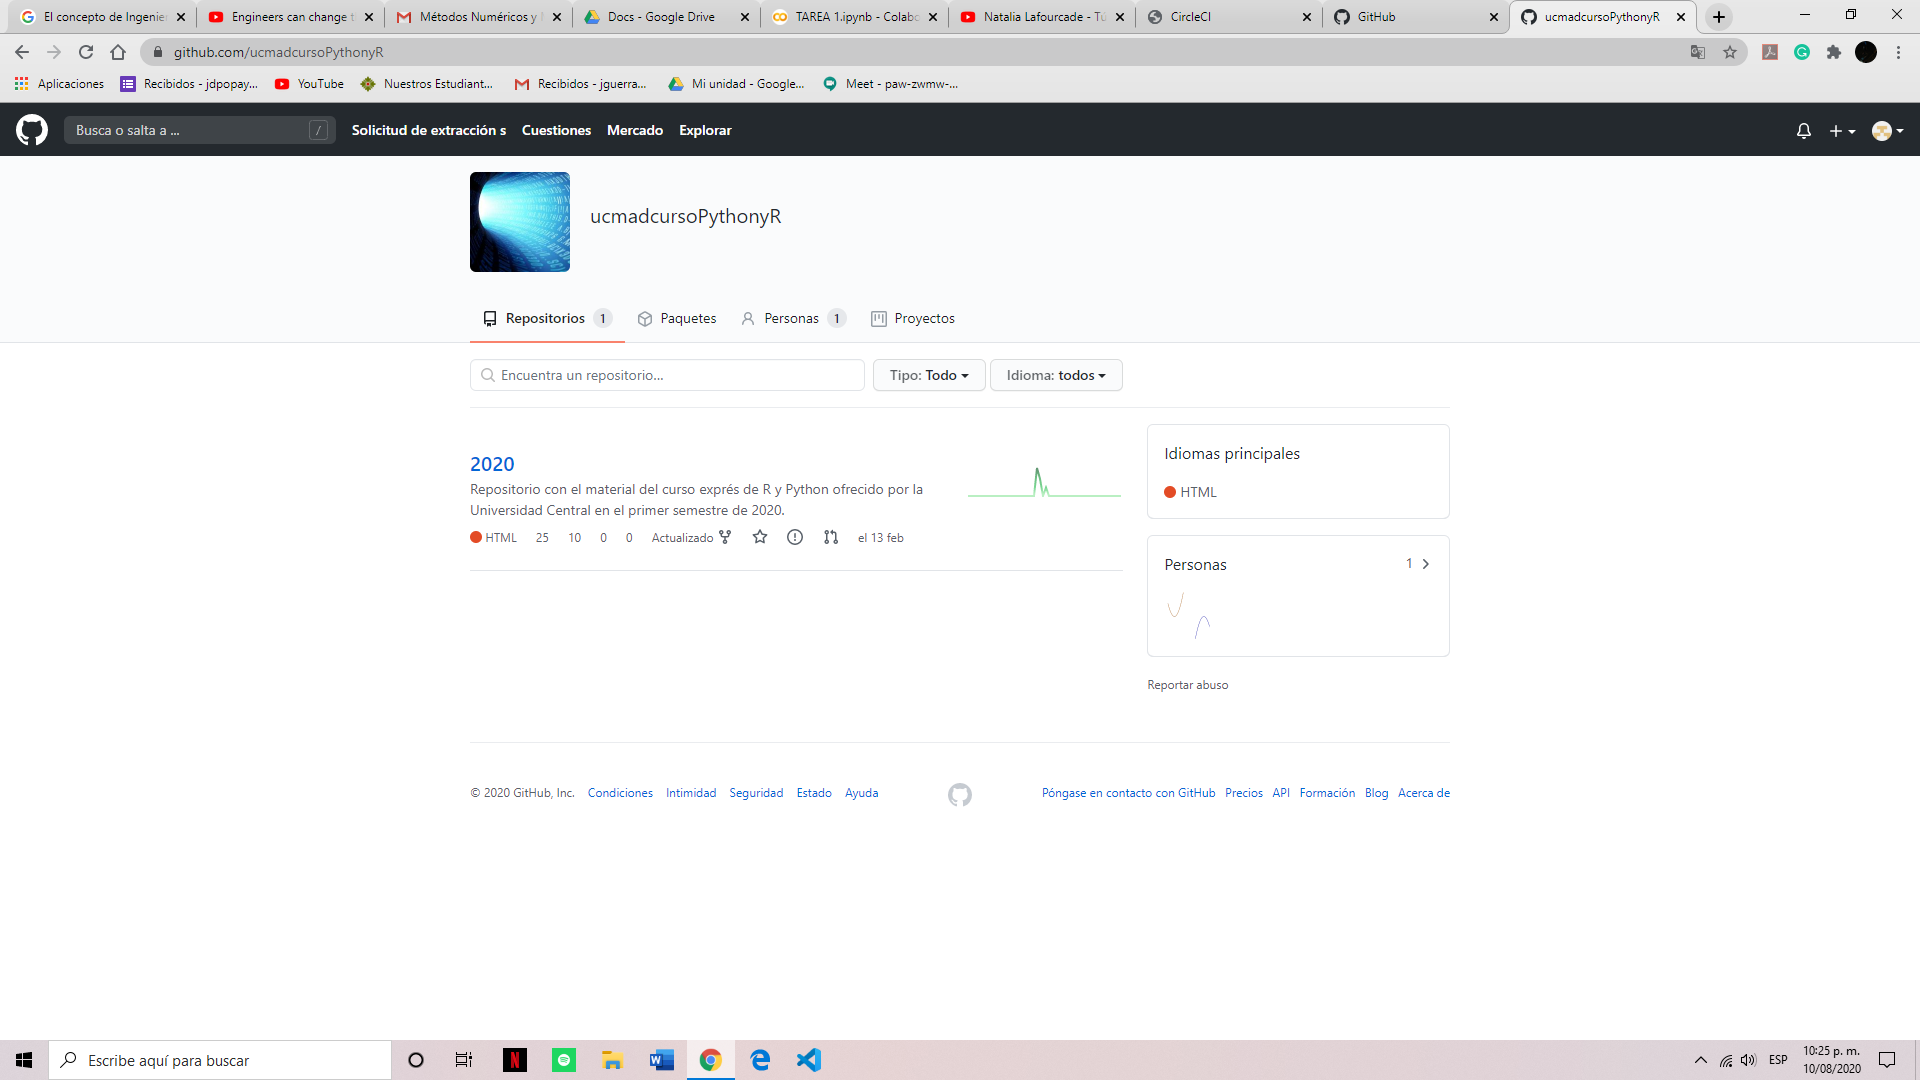 El concepto de Ingenie
Engineers can change t
Métodos Numéricos y
Docs - Google Drive
TAREA 1.ipynb - Colabo
Natalia Lafourcade - Tú
CircleCI
GitHub
ucmadcursoPythonyR
github.com/ucmadcursoPythonyR
Aplicaciones
Recibidos - jdpopay...
YouTube
Nuestros Estudiant...
Recibidos - jguerra...
Mi unidad - Google...
Meet - paw-zwmw-...
Busca o salta a ...
/
Solicitud de extracción s
Cuestiones
Mercado
Explorar
ucmadcursoPythonyR
Repositorios 1
Paquetes
Personas 1
Proyectos
Encuentra un repositorio...
Tipo: Todo
Idioma: todos
2020
Repositorio con el material del curso exprés de R y Python ofrecido por la
Universidad Central en el primer semestre de 2020.
HTML 25 10 0 0 Actualizado el 13 feb
Idiomas principales
HTML
Personas 1
Reportar abuso
© 2020 GitHub, Inc. Condiciones Intimidad Seguridad Estado Ayuda
Póngase en contacto con GitHub Precios API Formación Blog Acerca de
Escribe aquí para buscar
ESP
10:25 p. m.
10/08/2020